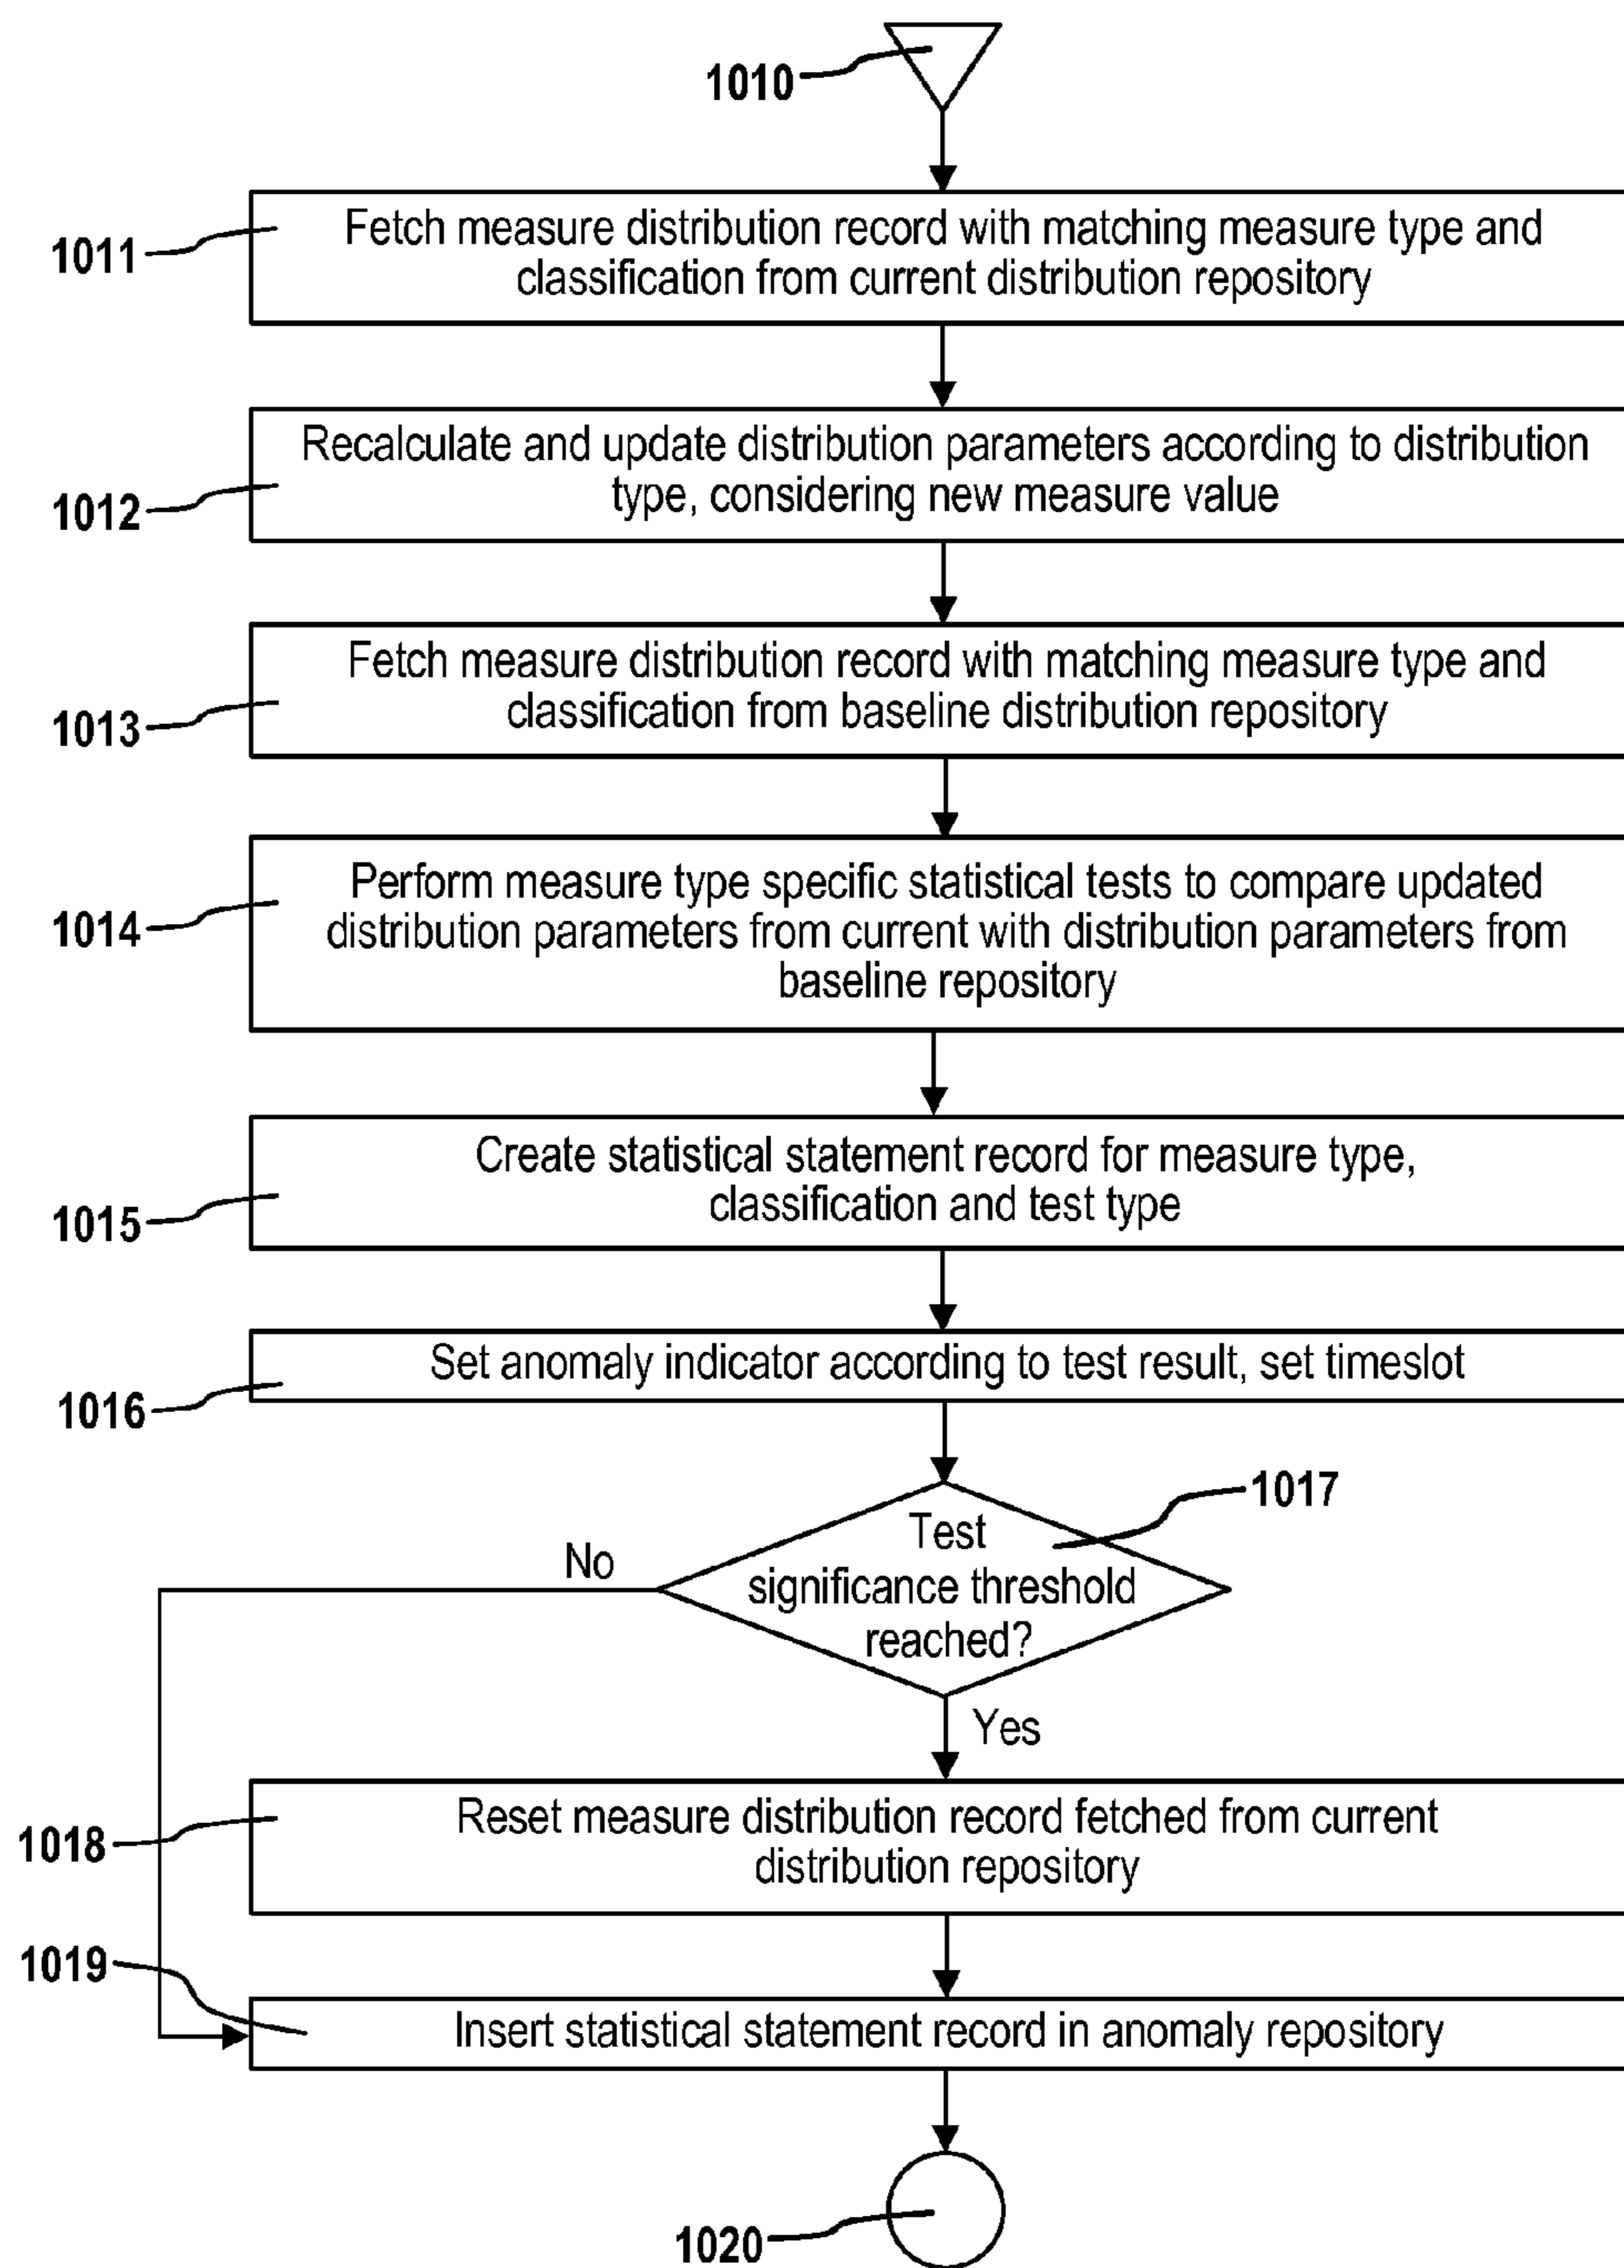 1010
1011
Fetch measure distribution record with matching measure type and
classification from current distribution repository
1012
Recalculate and update distribution parameters according to distribution
type, considering new measure value
1013
Fetch measure distribution record with matching measure type and
classification from baseline distribution repository
1014
Perform measure type specific statistical tests to compare updated
distribution parameters from current with distribution parameters from
baseline repository
1015
Create statistical statement record for measure type,
classification and test type
1016
Set anomaly indicator according to test result, set timeslot
1017
Test
significance threshold
reached?
No
Yes
1018
Reset measure distribution record fetched from current
distribution repository
1019
Insert statistical statement record in anomaly repository
1020